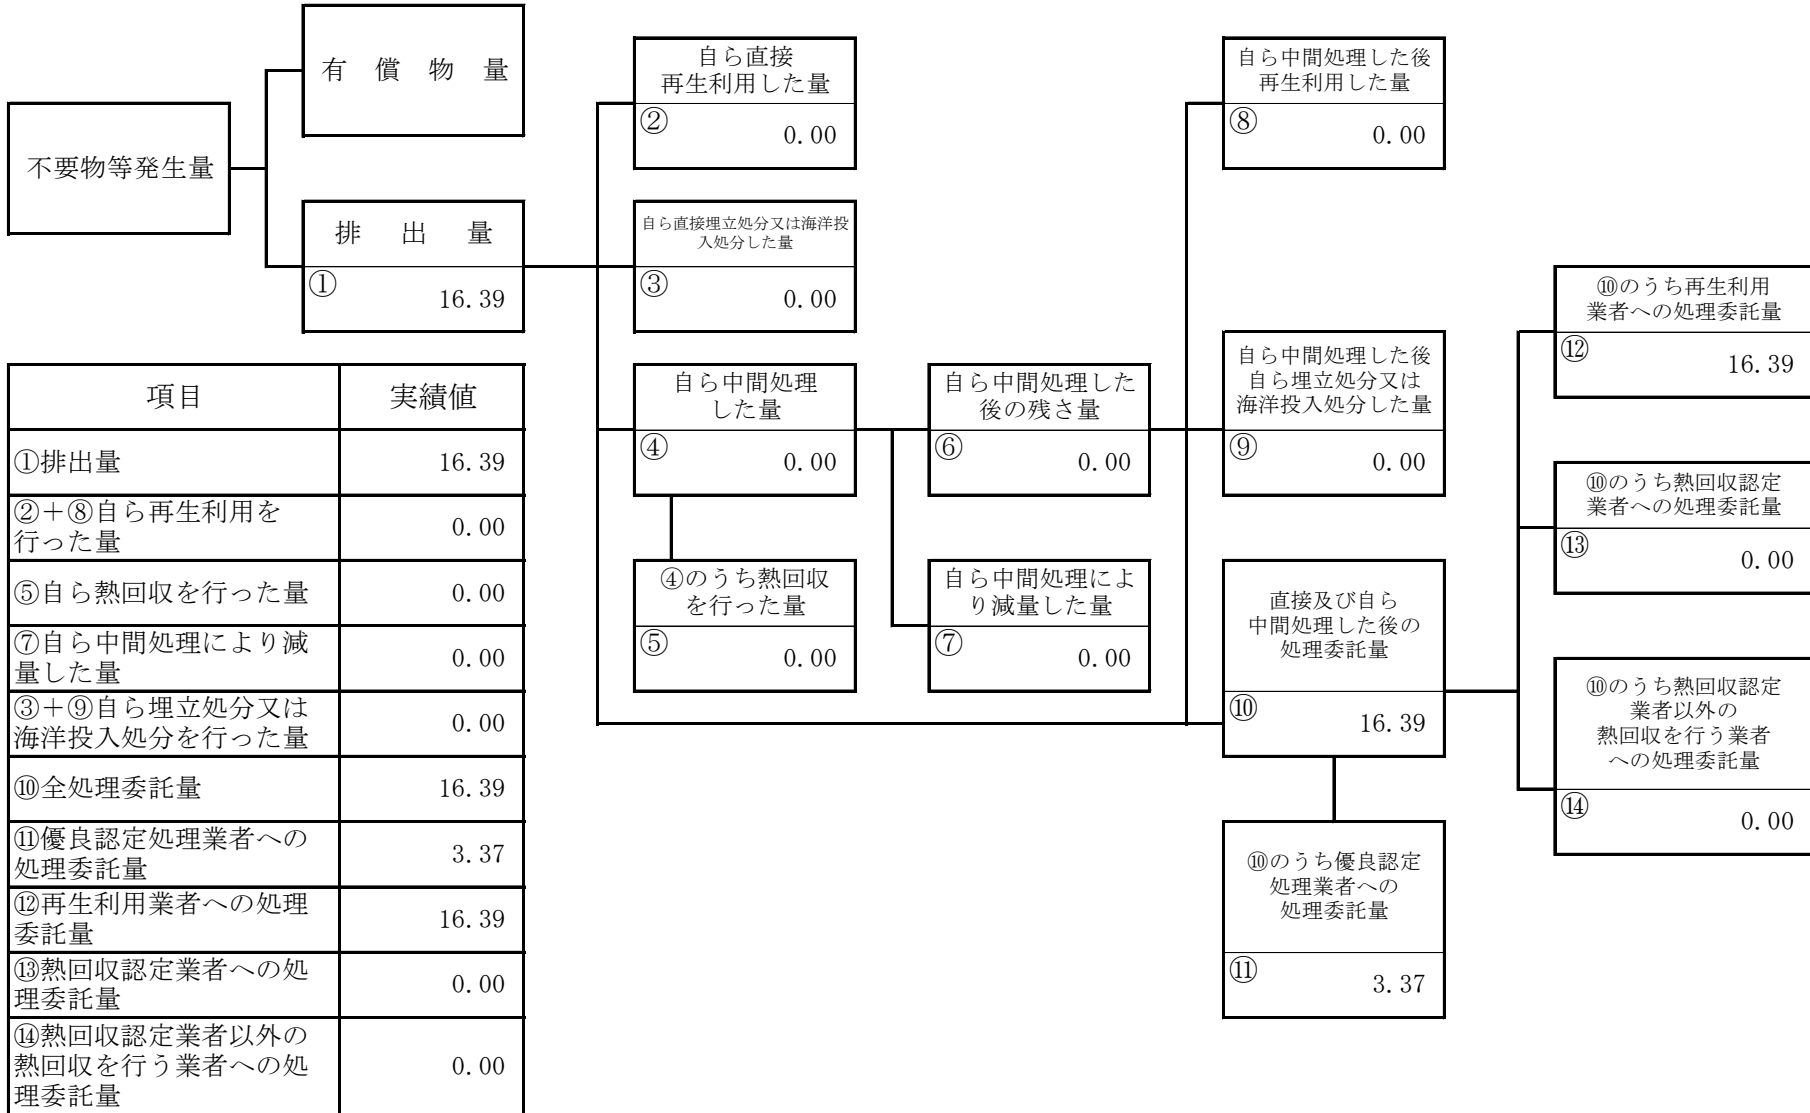 不要物等発生量
有償物量
排出量
①
16.39
自ら直接
再生利用した量
②
0.00
自ら直接埋立処分又は海洋投
入処分した量
③
0.00
自ら中間処理
した量
④
0.00
④のうち熱回収
を行った量
⑤
0.00
自ら中間処理した
後の残さ量
⑥
0.00
自ら中間処理によ
り減量した量
⑦
0.00
自ら中間処理した後
再生利用した量
⑧
0.00
自ら中間処理した後
自ら埋立処分又は
海洋投入処分した量
⑨
0.00
直接及び自ら
中間処理した後の
処理委託量
⑩
16.39
⑩のうち優良認定
処理業者への
処理委託量
⑪
3.37
⑩のうち再生利用
業者への処理委託量
⑫
16.39
⑩のうち熱回収認定
業者への処理委託量
⑬
0.00
⑩のうち熱回収認定
業者以外の
熱回収を行う業者
への処理委託量
⑭
0.00
項目 実績値
①排出量 16.39
②＋⑧自ら再生利用を
行った量
0.00
⑤自ら熱回収を行った量 0.00
⑦自ら中間処理により減
量した量
0.00
③＋⑨自ら埋立処分又は
海洋投入処分を行った量
0.00
⑩全処理委託量 16.39
⑪優良認定処理業者への
処理委託量
3.37
⑫再生利用業者への処理
委託量
16.39
⑬熱回収認定業者への処
理委託量
0.00
⑭熱回収認定業者以外の
熱回収を行う業者への処
理委託量
0.00